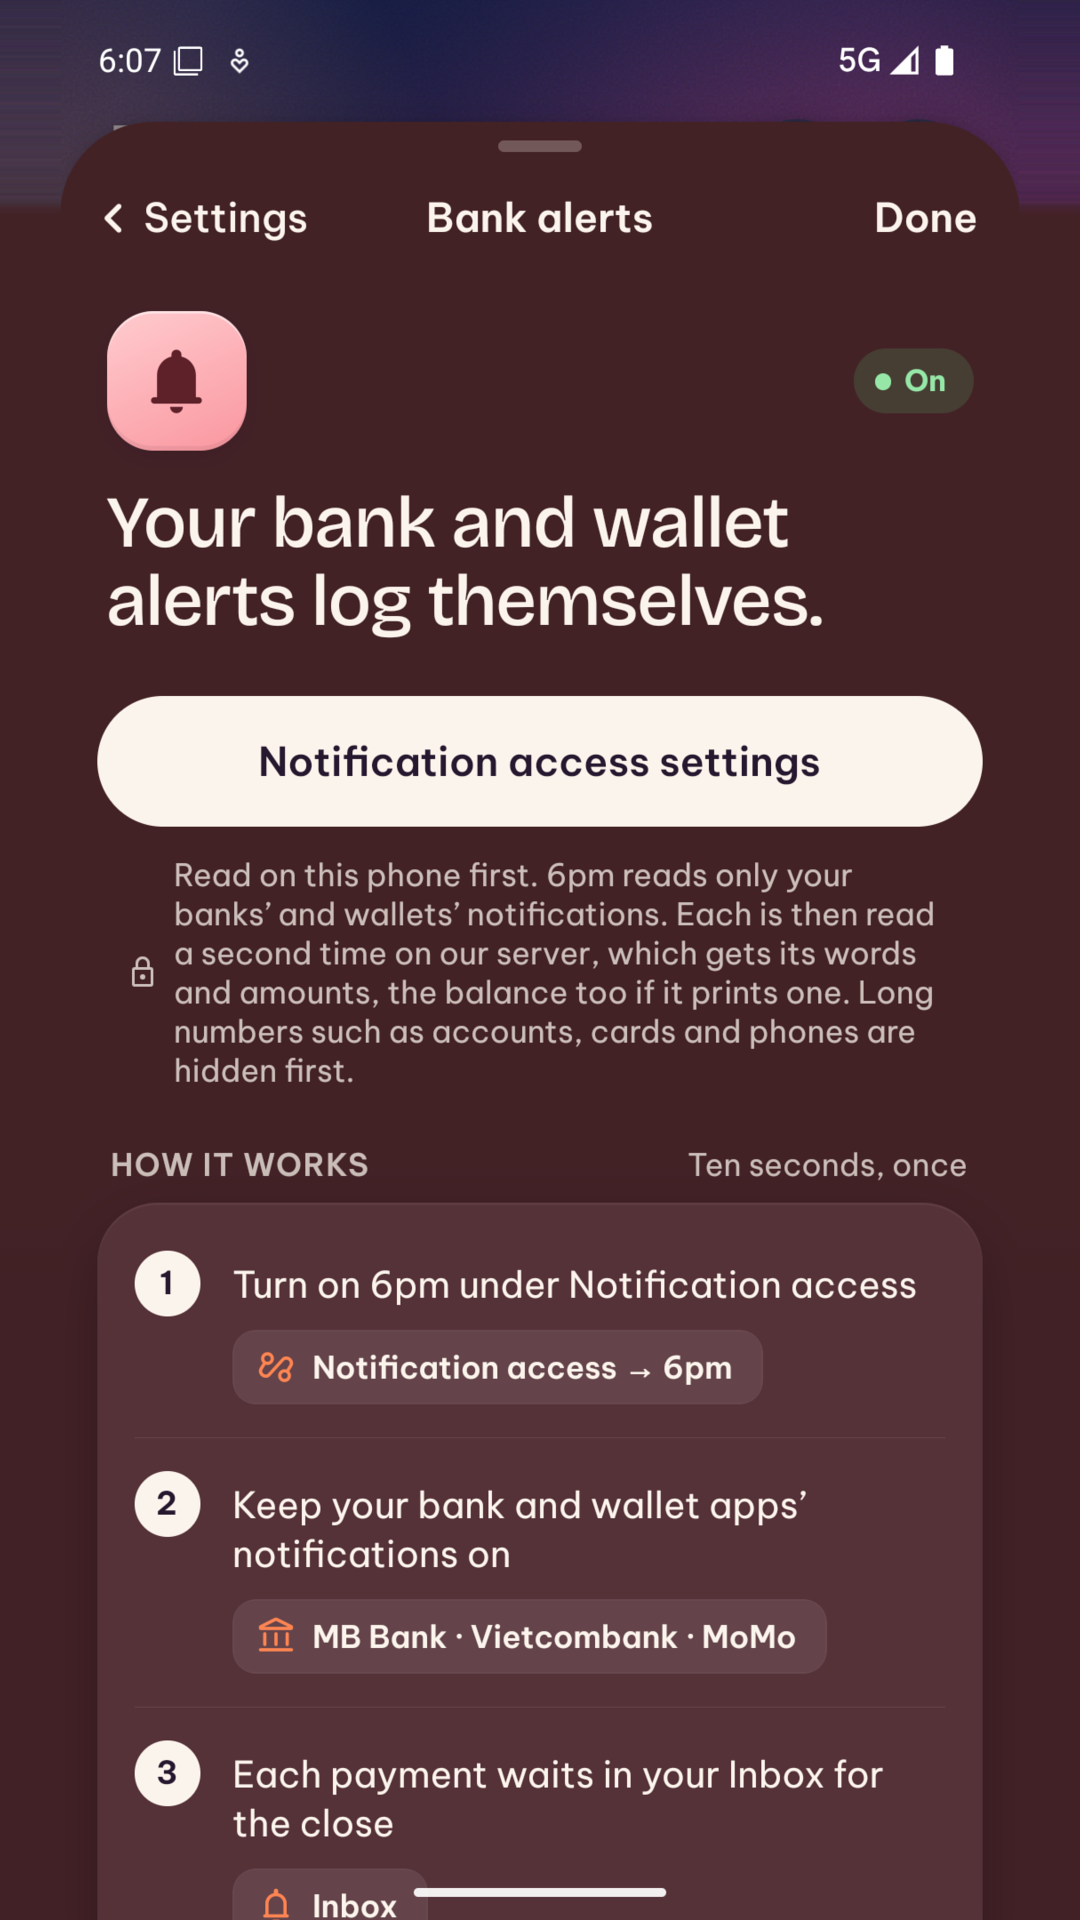 6:07
5G
Settings
Bank alerts
Done
On
Your bank and wallet
alerts log themselves.
Notification access settings
Read on this phone first. 6pm reads only your
banks’ and wallets’ notifications. Each is then read
a second time on our server, which gets its words
and amounts, the balance too if it prints one. Long
numbers such as accounts, cards and phones are
hidden first.
HOW IT WORKS
Ten seconds, once
1
Turn on 6pm under Notification access
Notification access → 6pm
2
Keep your bank and wallet apps’
notifications on
MB Bank · Vietcombank · MoMo
3
Each payment waits in your Inbox for
the close
Inbox